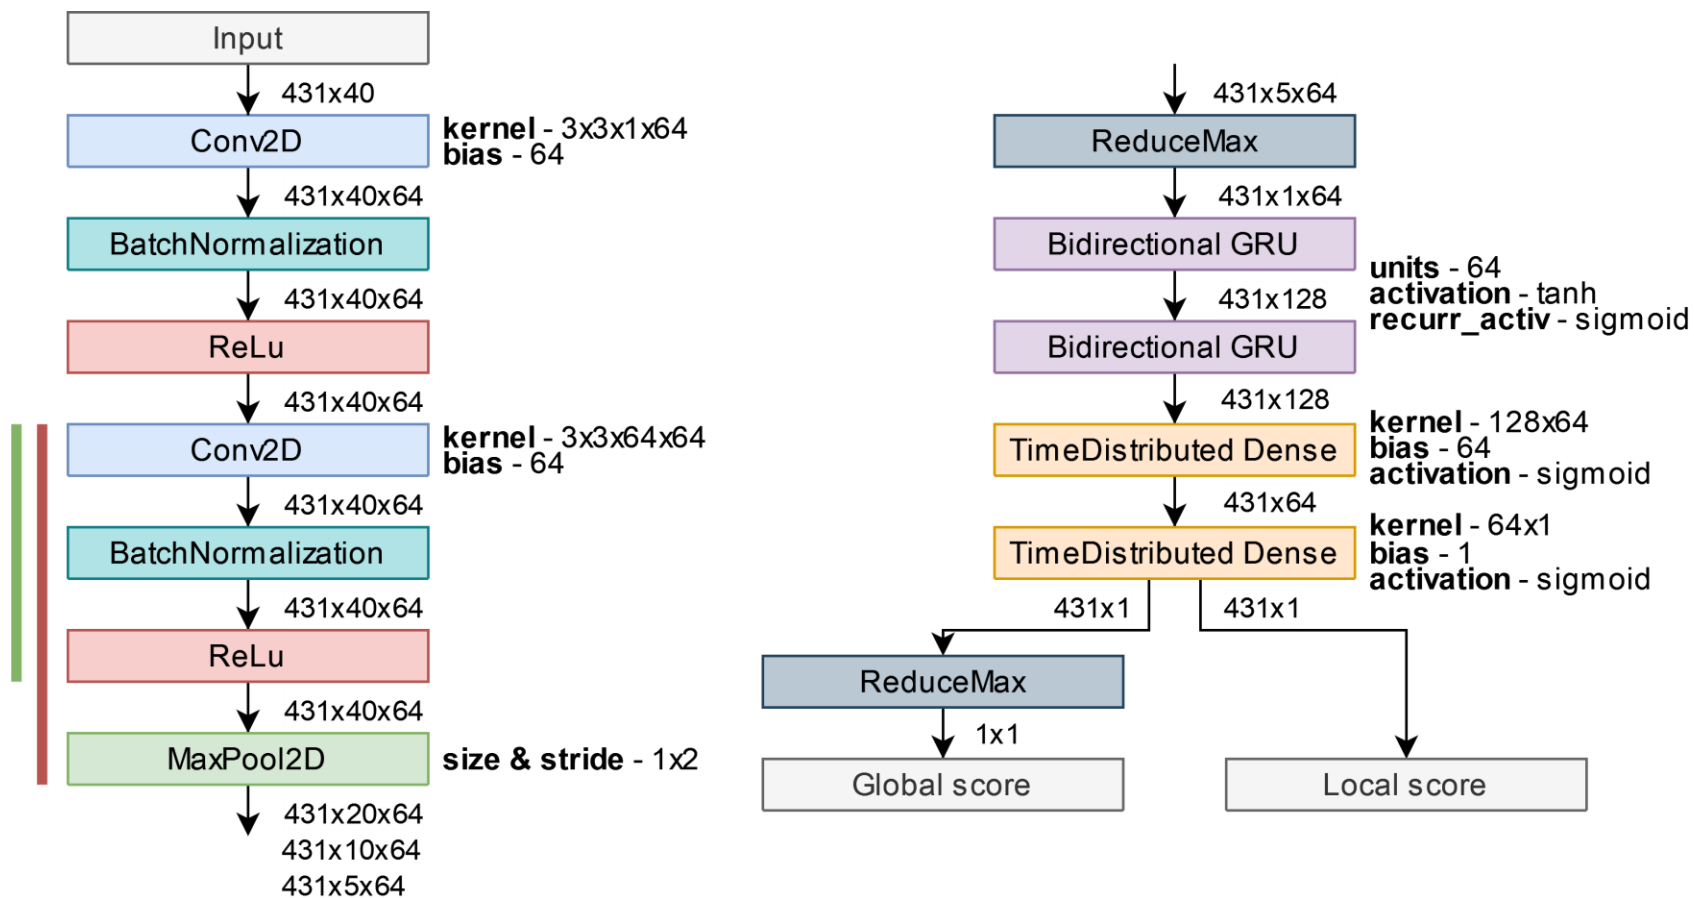 Input
431x40
Conv2D
kernel - 3x3x1x64
bias - 64
431x40x64
BatchNormalization
431x40x64
ReLu
431x40x64
Conv2D
kernel - 3x3x64x64
bias - 64
431x40x64
BatchNormalization
431x40x64
ReLu
431x40x64
MaxPool2D
size & stride - 1x2
431x20x64
431x10x64
431x5x64
431x5x64
ReduceMax
431x1x64
Bidirectional GRU
units - 64
activation - tanh
recurr_activ - sigmoid
431x128
Bidirectional GRU
431x128
TimeDistributed Dense
kernel - 128x64
bias - 64
activation - sigmoid
431x64
TimeDistributed Dense
kernel - 64x1
bias - 1
activation - sigmoid
431x1
431x1
ReduceMax
1x1
Global score
Local score